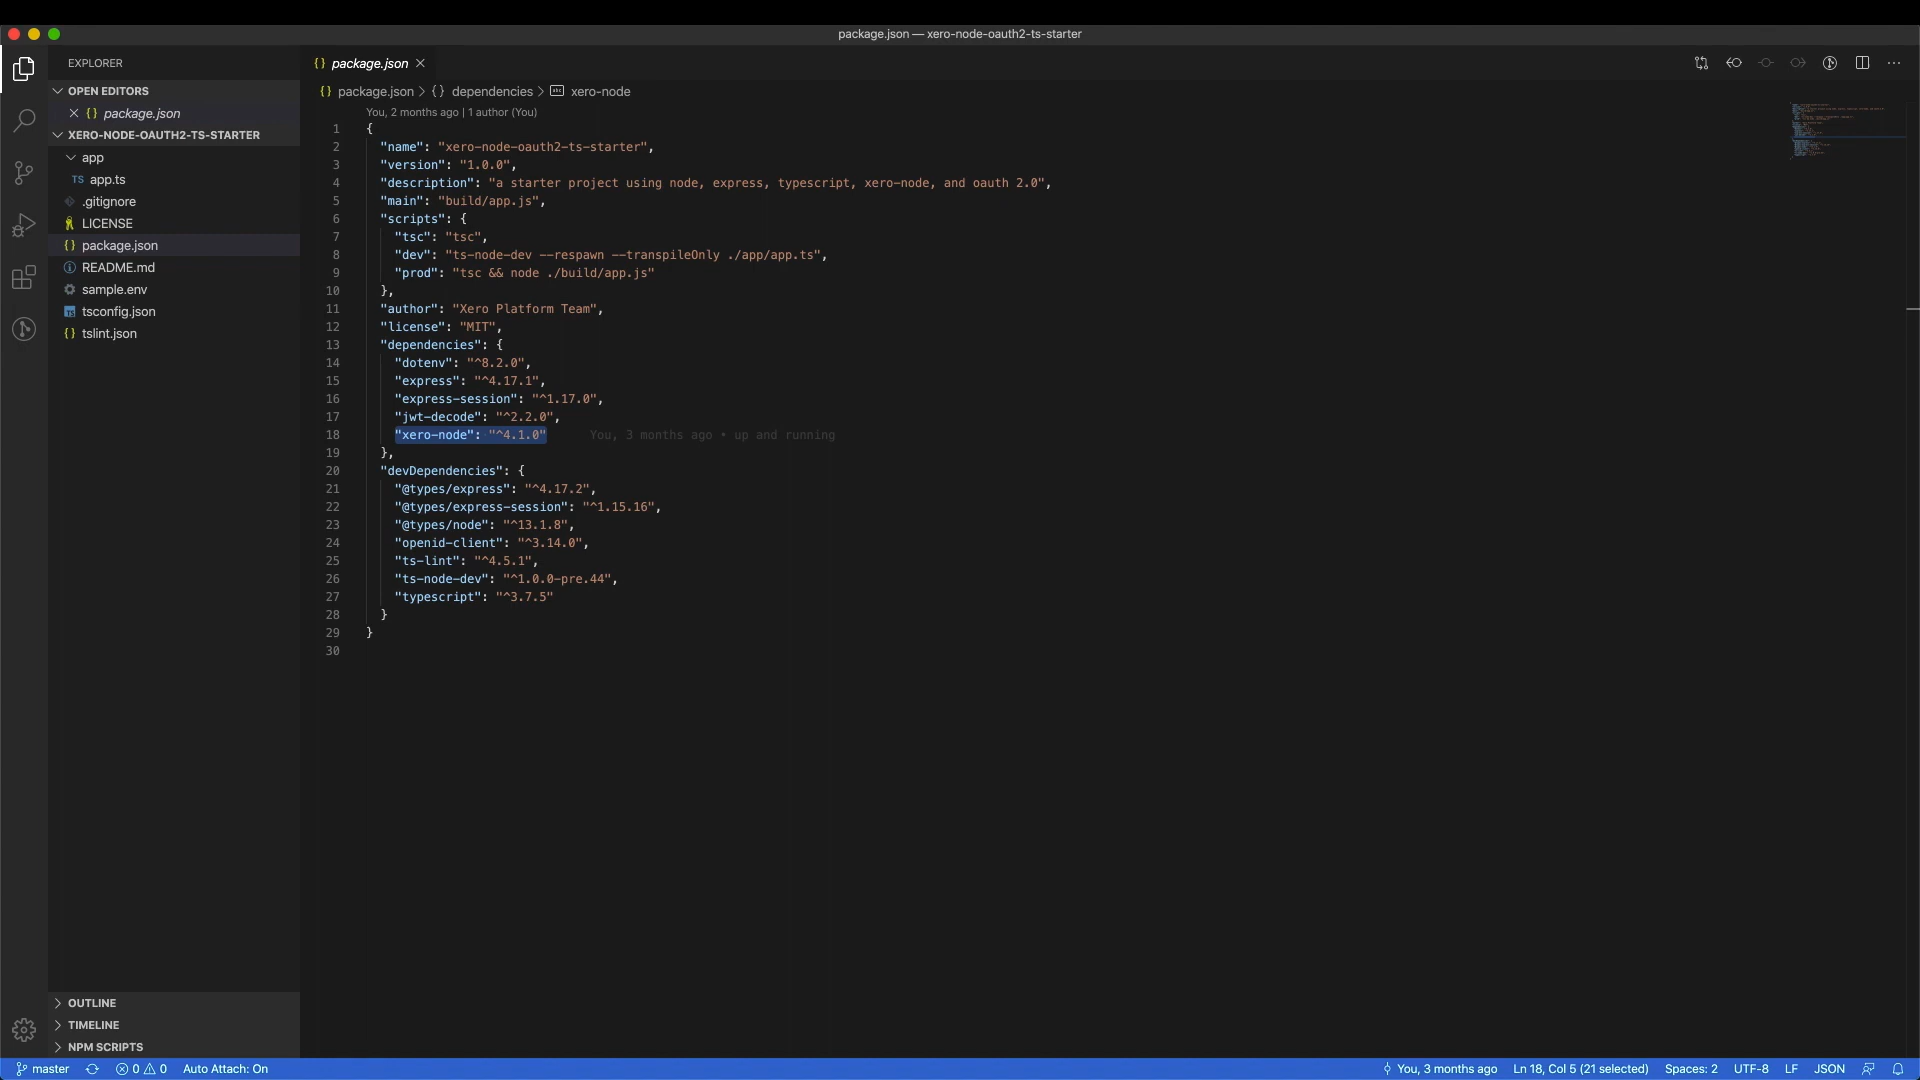 package.json — xero-node-oauth2-ts-starter
EXPLORER
OPEN EDITORS
{} package.json
XERO-NODE-OAUTH2-TS-STARTER
app
TS app.ts
.gitignore
LICENSE
{} package.json
README.md
sample.env
tsconfig.json
{} tslint.json
OUTLINE
TIMELINE
NPM SCRIPTS
{} package.json
{} package.json > {} dependencies > xero-node
You, 2 months ago | 1 author (You)
1 {
2 "name": "xero-node-oauth2-ts-starter",
3 "version": "1.0.0",
4 "description": "a starter project using node, express, typescript, xero-node, and oauth 2.0",
5 "main": "build/app.js",
6 "scripts": {
7 "tsc": "tsc",
8 "dev": "ts-node-dev --respawn --transpileOnly ./app/app.ts",
9 "prod": "tsc && node ./build/app.js"
10 },
11 "author": "Xero Platform Team",
12 "license": "MIT",
13 "dependencies": {
14 "dotenv": "^8.2.0",
15 "express": "^4.17.1",
16 "express-session": "^1.17.0",
17 "jwt-decode": "^2.2.0",
18 "xero-node": "^4.1.0" You, 3 months ago • up and running
19 },
20 "devDependencies": {
21 "@types/express": "^4.17.2",
22 "@types/express-session": "^1.15.16",
23 "@types/node": "^13.1.8",
24 "openid-client": "^3.14.0",
25 "ts-lint": "^4.5.1",
26 "ts-node-dev": "^1.0.0-pre.44",
27 "typescript": "^3.7.5"
28 }
29 }
30
master 0 0 Auto Attach: On You, 3 months ago Ln 18, Col 5 (21 selected) Spaces: 2 UTF-8 LF JSON